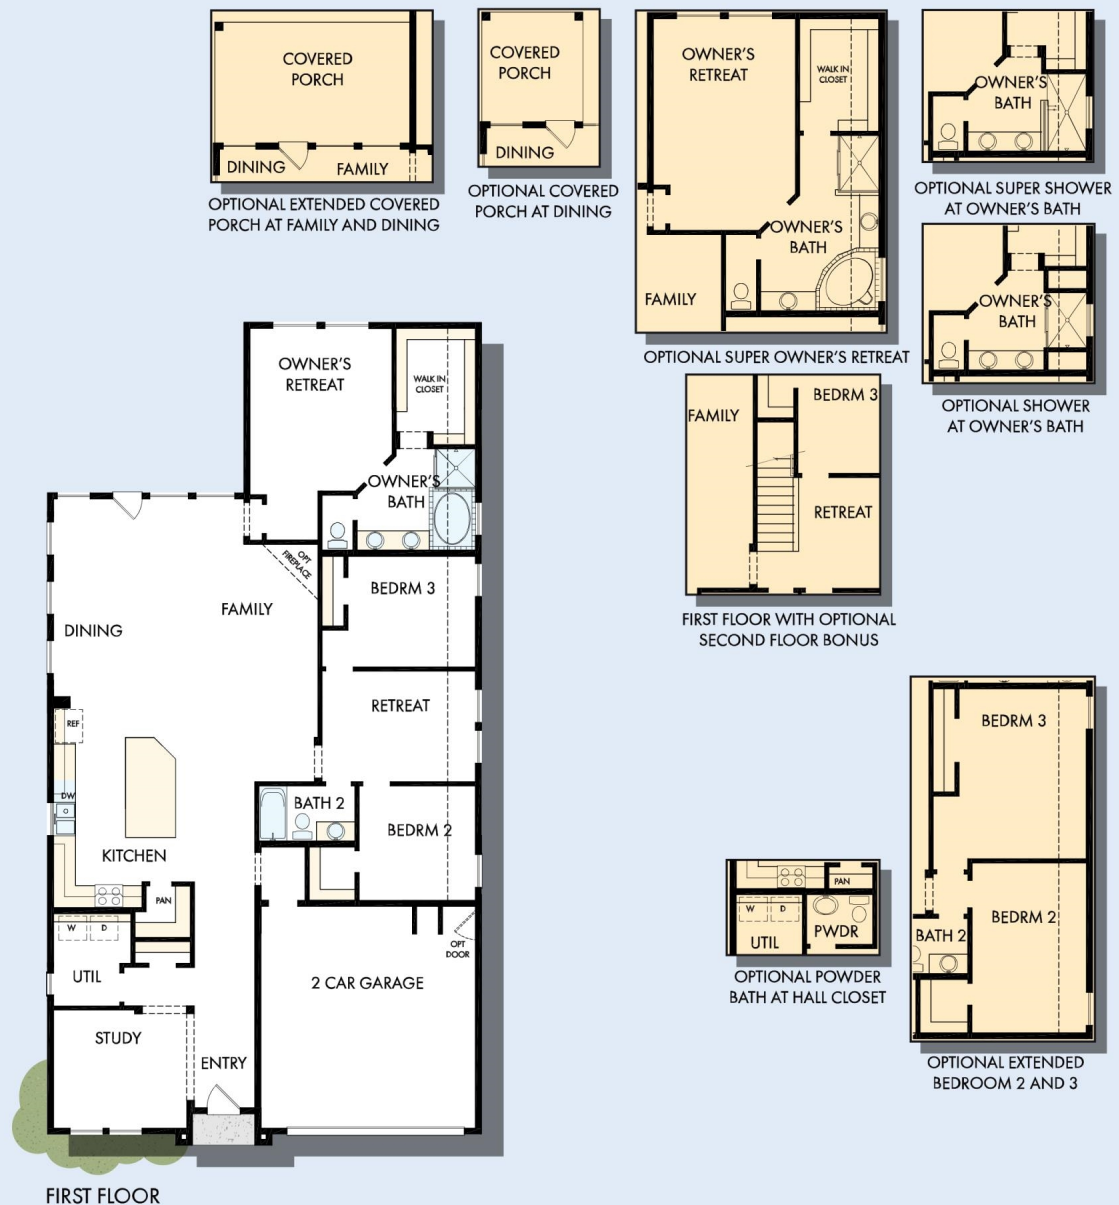 COVERED
PORCH
DINING
FAMILY
OPTIONAL EXTENDED COVERED
PORCH AT FAMILY AND DINING
COVERED
PORCH
DINING
OPTIONAL COVERED
PORCH AT DINING
OWNER'S
RETREAT
WALK IN
CLOSET
OWNER'S
BATH
FAMILY
OPTIONAL SUPER OWNER'S RETREAT
OWNER'S
BATH
OPTIONAL SUPER SHOWER
AT OWNER'S BATH
OWNER'S
BATH
OPTIONAL SHOWER
AT OWNER'S BATH
FAMILY
BEDRM 3
RETREAT
FIRST FLOOR WITH OPTIONAL
SECOND FLOOR BONUS
OWNER'S
RETREAT
WALK IN
CLOSET
OWNER'S
BATH
OPT
FIREPLACE
BEDRM 3
FAMILY
DINING
RETREAT
REF
DW
BATH 2
BEDRM 2
KITCHEN
PAN
W
D
UTIL
OPT
DOOR
2 CAR GARAGE
STUDY
ENTRY
FIRST FLOOR
PAN
W
D
UTIL
PWDR
OPTIONAL POWDER
BATH AT HALL CLOSET
BEDRM 3
BEDRM 2
BATH 2
OPTIONAL EXTENDED
BEDROOM 2 AND 3